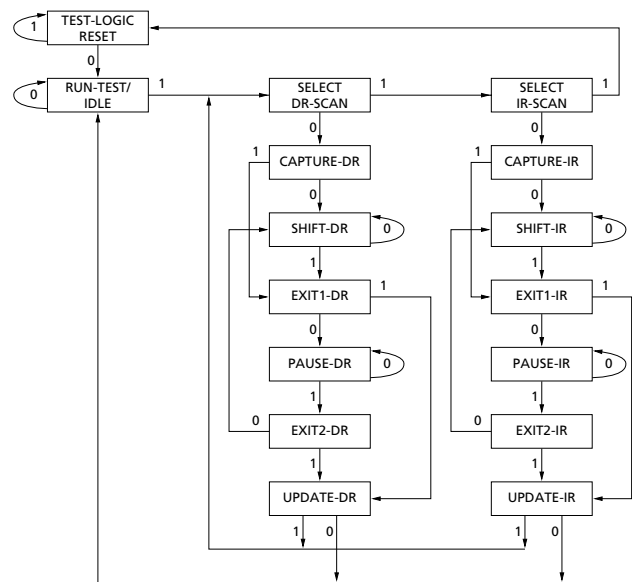 TEST-LOGIC
RESET
1
0
RUN-TEST/
IDLE
0
1
SELECT
DR-SCAN
1
SELECT
IR-SCAN
1
0
0
1
CAPTURE-DR
1
CAPTURE-IR
0
0
SHIFT-DR
0
SHIFT-IR
0
1
1
EXIT1-DR
1
EXIT1-IR
1
0
0
PAUSE-DR
0
PAUSE-IR
0
1
1
0
EXIT2-DR
0
EXIT2-IR
1
1
UPDATE-DR
UPDATE-IR
1
0
1
0